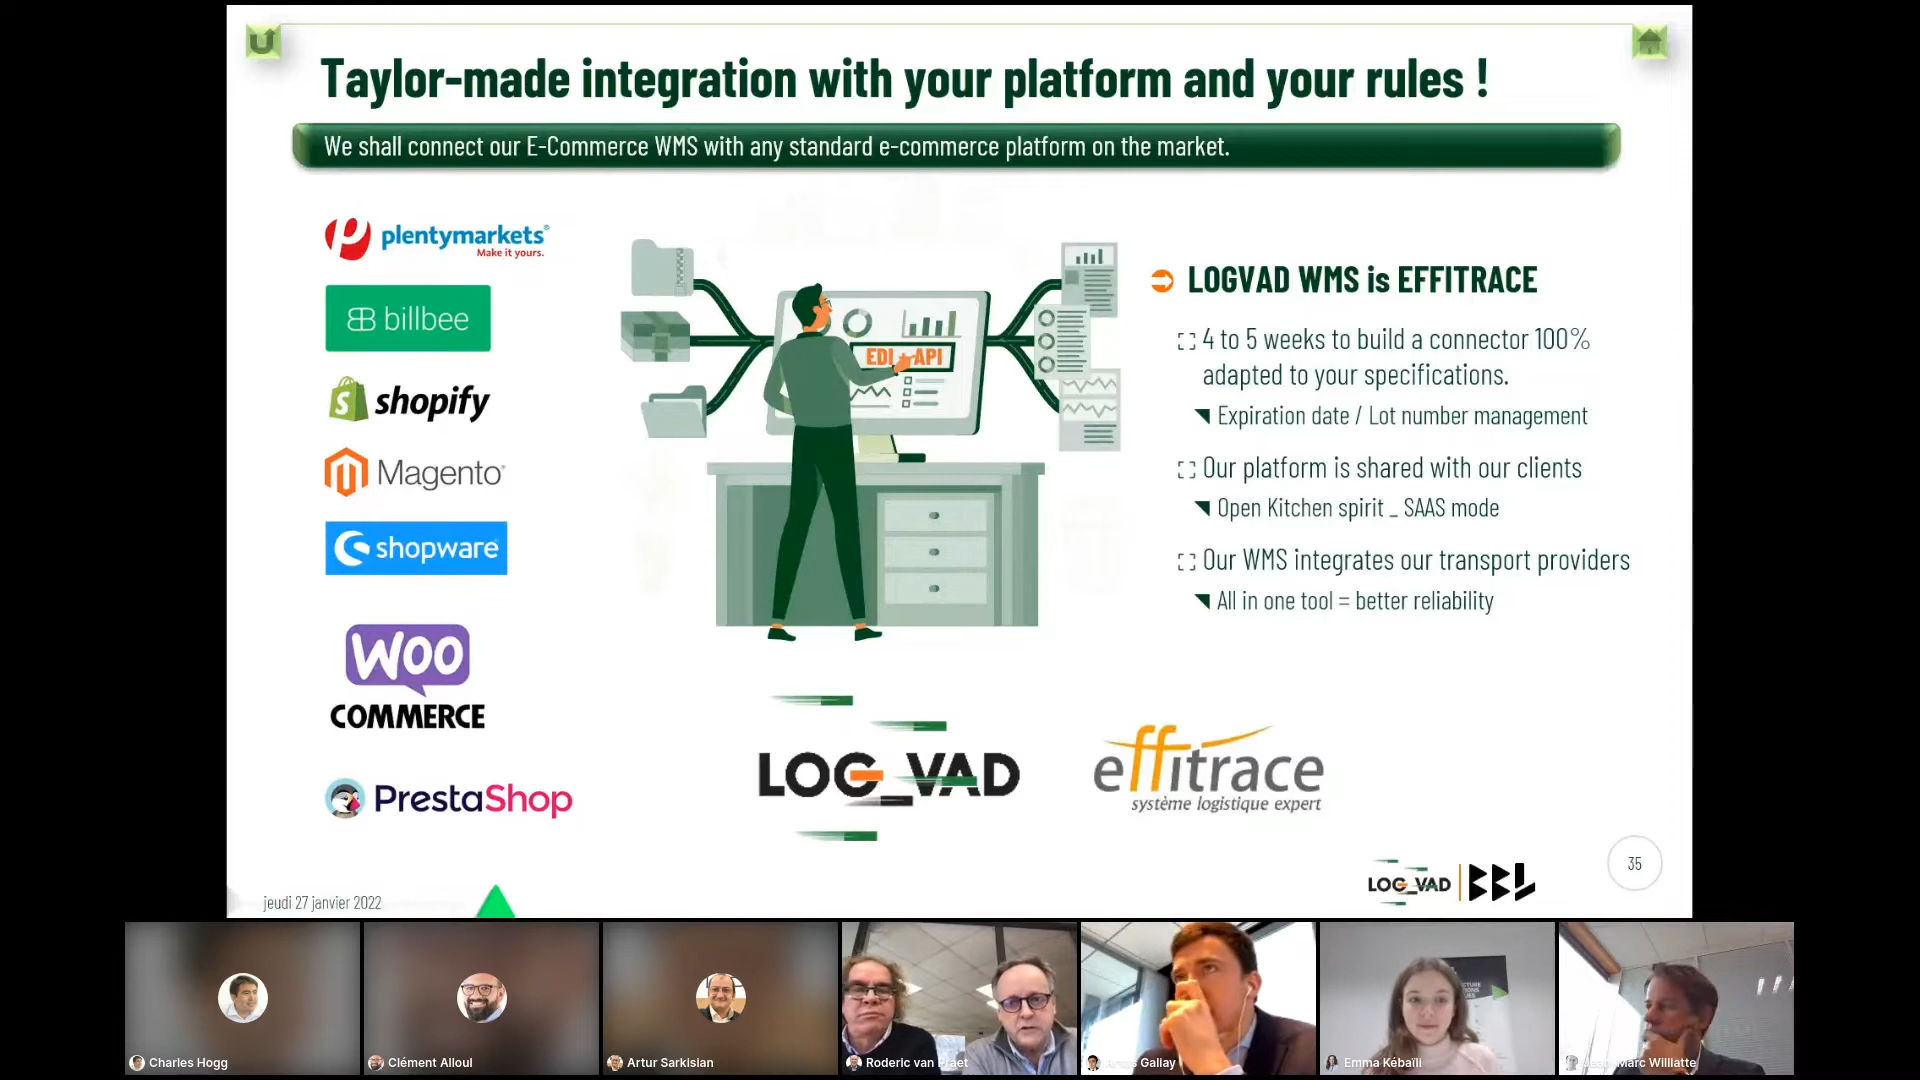 Taylor-made integration with your platform and your rules !
We shall connect our E-Commerce WMS with any standard e-commerce platform on the market.
plentymarkets®
Make it yours.
billbee
shopify
Magento®
shopware
WOO
COMMERCE
PrestaShop
EDI + API
LOGVAD WMS is EFFITRACE
4 to 5 weeks to build a connector 100%
adapted to your specifications.
Expiration date / Lot number management
Our platform is shared with our clients
Open Kitchen spirit _ SAAS mode
Our WMS integrates our transport providers
All in one tool = better reliability
LOG_VAD
effitrace
système logistique expert
LOG_VAD
BBL
35
jeudi 27 janvier 2022
Charles Hogg
Clément Alloul
Artur Sarkisian
Roderic van Praet
Galiay
Emma Kébaïli
Marc Williatte